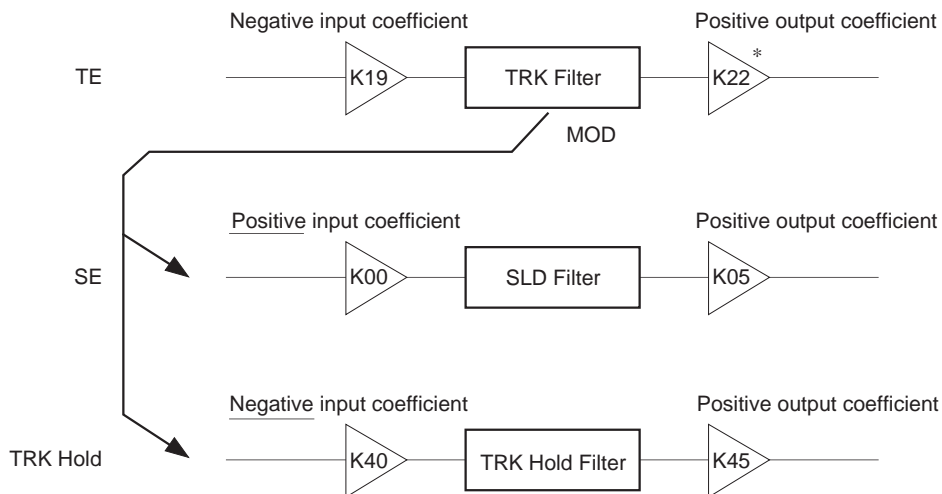 Negative input coefficient
Positive output coefficient
TE
K19
TRK Filter
K22
*
MOD
Positive input coefficient
Positive output coefficient
SE
K00
SLD Filter
K05
Negative input coefficient
Positive output coefficient
TRK Hold
K40
TRK Hold Filter
K45